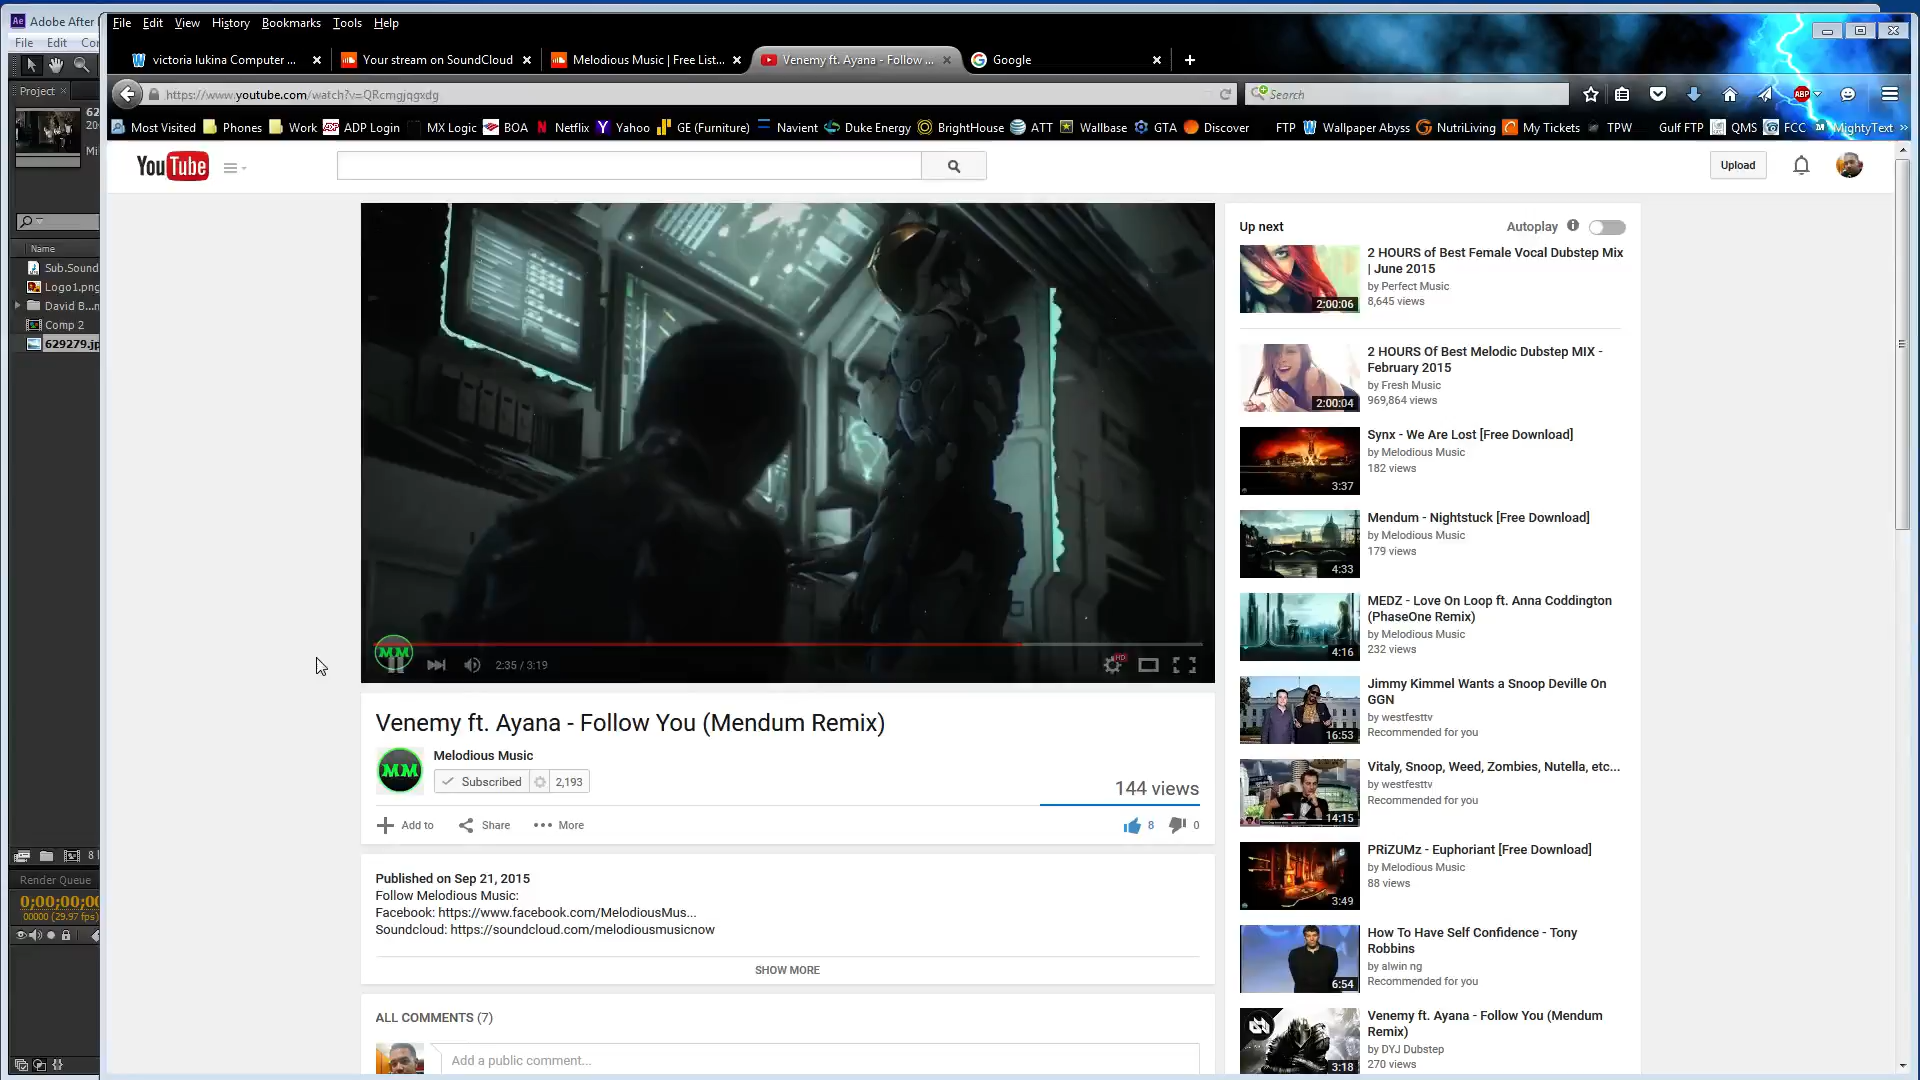 Adobe After
File Edit Co
Project
62
20
Mi
Name
Sub.Sound
Logo1.png
David B...n
Comp 2
629279.jp
8
Render Queue
0;00;00;00
00000 (29.97 fps)
File Edit View History Bookmarks Tools Help
victoria lukina Computer ...
Your stream on SoundCloud
Melodious Music | Free List...
Venemy ft. Ayana - Follow ...
Google
https://www.youtube.com/watch?v=QRcmgjqgxdg
Search
ABP
Most Visited Phones Work ADP Login MX Logic BOA Netflix Yahoo GE (Furniture) Navient Duke Energy BrightHouse ATT Wallbase GTA Discover FTP Wallpaper Abyss NutriLiving My Tickets TPW Gulf FTP QMS FCC MightyText »
YouTube
Upload
MM
2:35 / 3:19
HD
Venemy ft. Ayana - Follow You (Mendum Remix)
MM
Melodious Music
Subscribed 2,193
144 views
Add to Share More
8 0
Published on Sep 21, 2015
Follow Melodious Music:
Facebook: https://www.facebook.com/MelodiousMus...
Soundcloud: https://soundcloud.com/melodiousmusicnow
SHOW MORE
ALL COMMENTS (7)
Add a public comment...
Up next
Autoplay
2 HOURS of Best Female Vocal Dubstep Mix
| June 2015
by Perfect Music
8,645 views
2:00:06
2 HOURS Of Best Melodic Dubstep MIX -
February 2015
by Fresh Music
969,864 views
2:00:04
Synx - We Are Lost [Free Download]
by Melodious Music
182 views
3:37
Mendum - Nightstuck [Free Download]
by Melodious Music
179 views
4:33
MEDZ - Love On Loop ft. Anna Coddington
(PhaseOne Remix)
by Melodious Music
232 views
4:16
Jimmy Kimmel Wants a Snoop Deville On
GGN
by westfesttv
Recommended for you
16:53
Vitaly, Snoop, Weed, Zombies, Nutella, etc...
by westfesttv
Recommended for you
14:15
PRiZUMz - Euphoriant [Free Download]
by Melodious Music
88 views
3:49
How To Have Self Confidence - Tony
Robbins
by alwin ng
Recommended for you
6:54
Venemy ft. Ayana - Follow You (Mendum
Remix)
by DYJ Dubstep
270 views
3:18